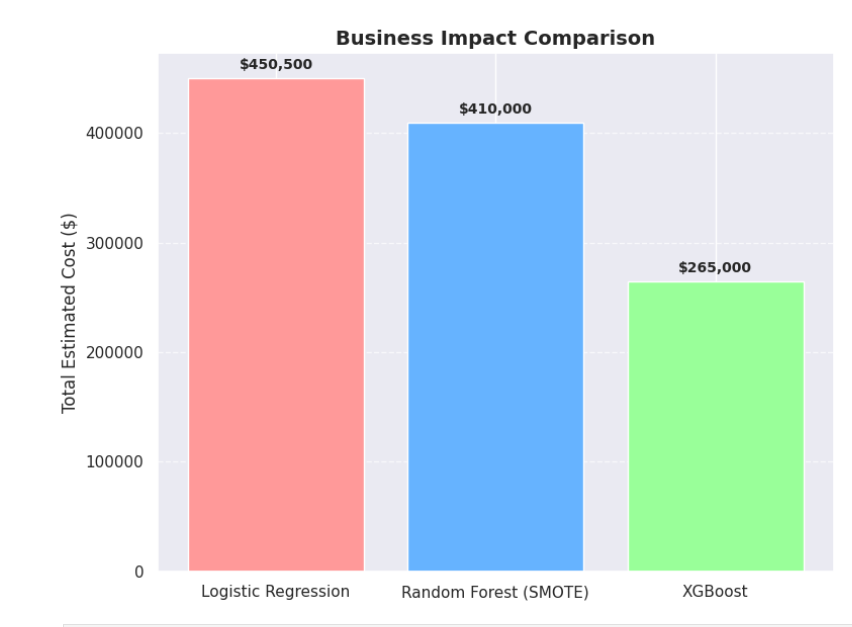 Business Impact Comparison
$450,500
$410,000
$265,000
Total Estimated Cost ($)
400000
300000
200000
100000
0
Logistic Regression
Random Forest (SMOTE)
XGBoost